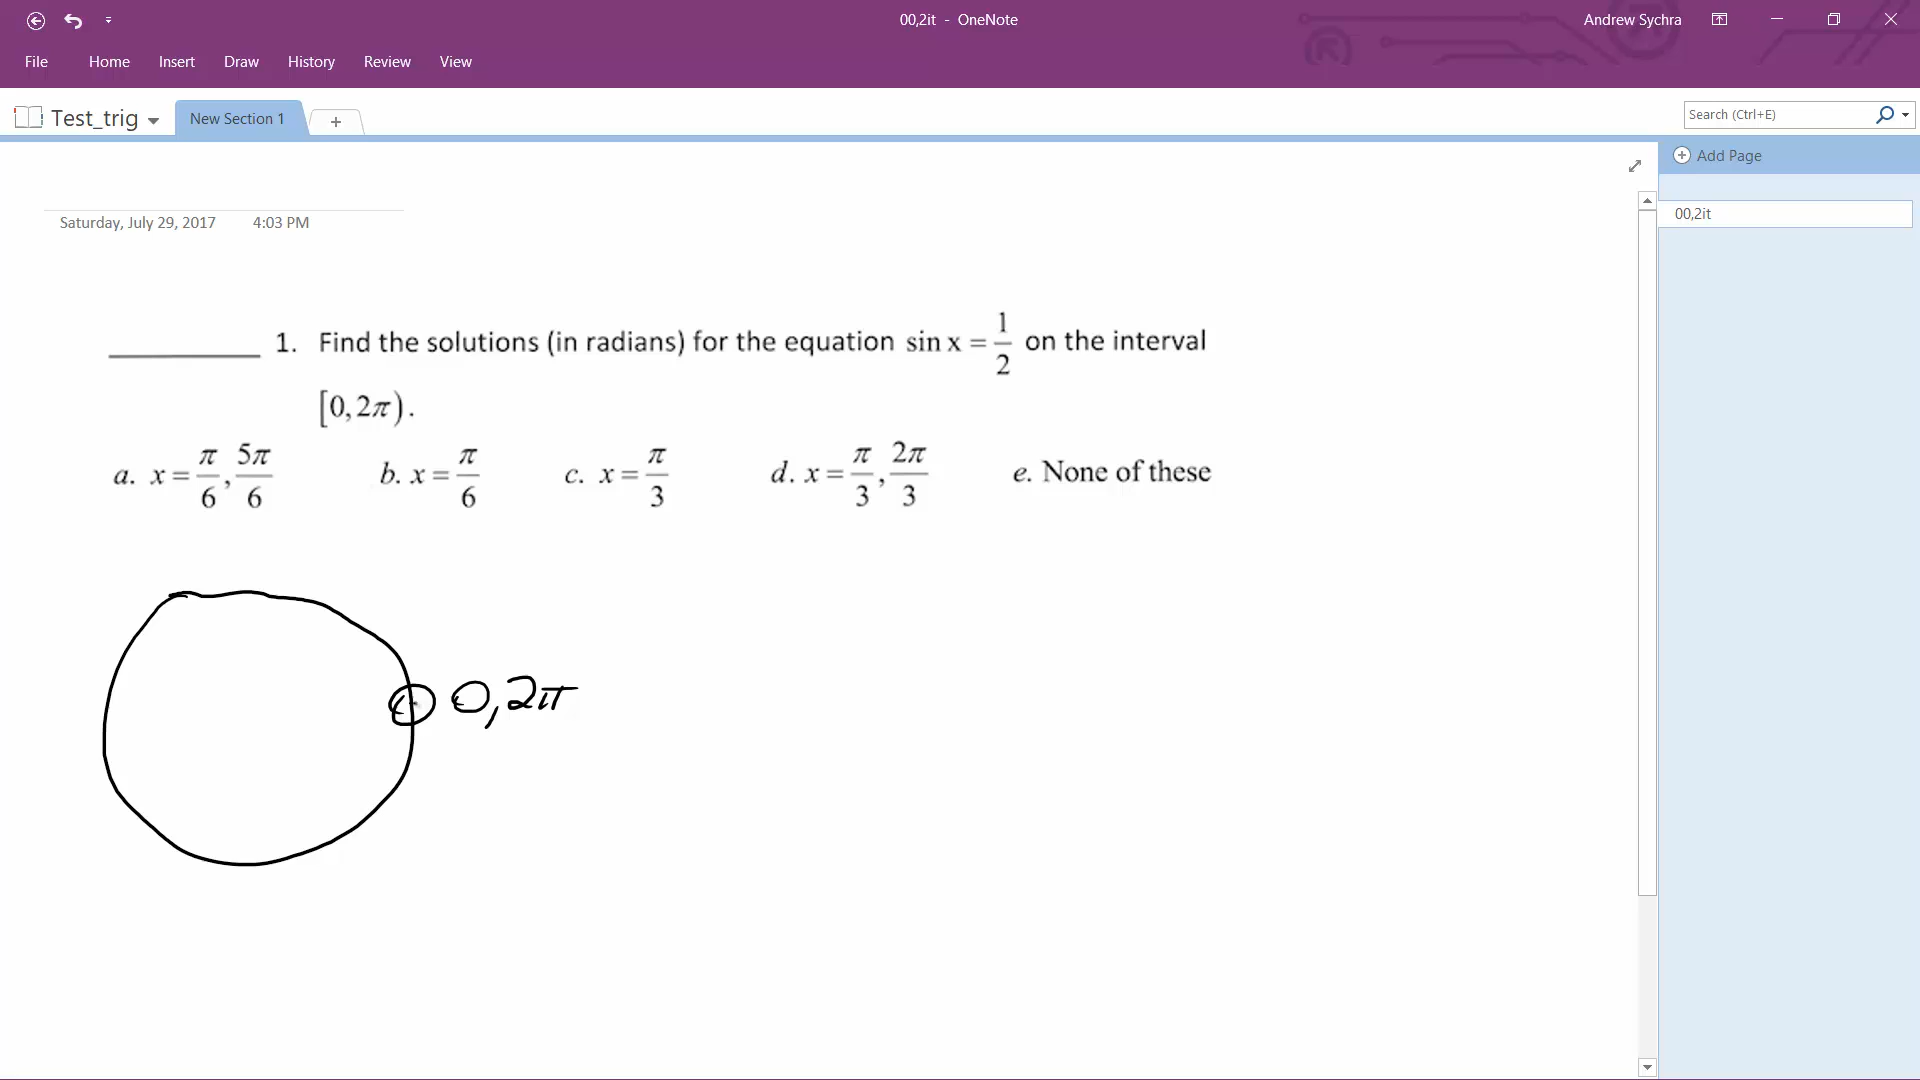 00,2it - OneNote
Andrew Sychra
File Home Insert Draw History Review View
Test_trig New Section 1 +
Search (Ctrl+E)
Add Page
00,2it
Saturday, July 29, 2017 4:03 PM
1. Find the solutions (in radians) for the equation sin x = 1/2 on the interval
[0, 2π).
a. x = π/6, 5π/6 b. x = π/6 c. x = π/3 d. x = π/3, 2π/3 e. None of these
0,2π